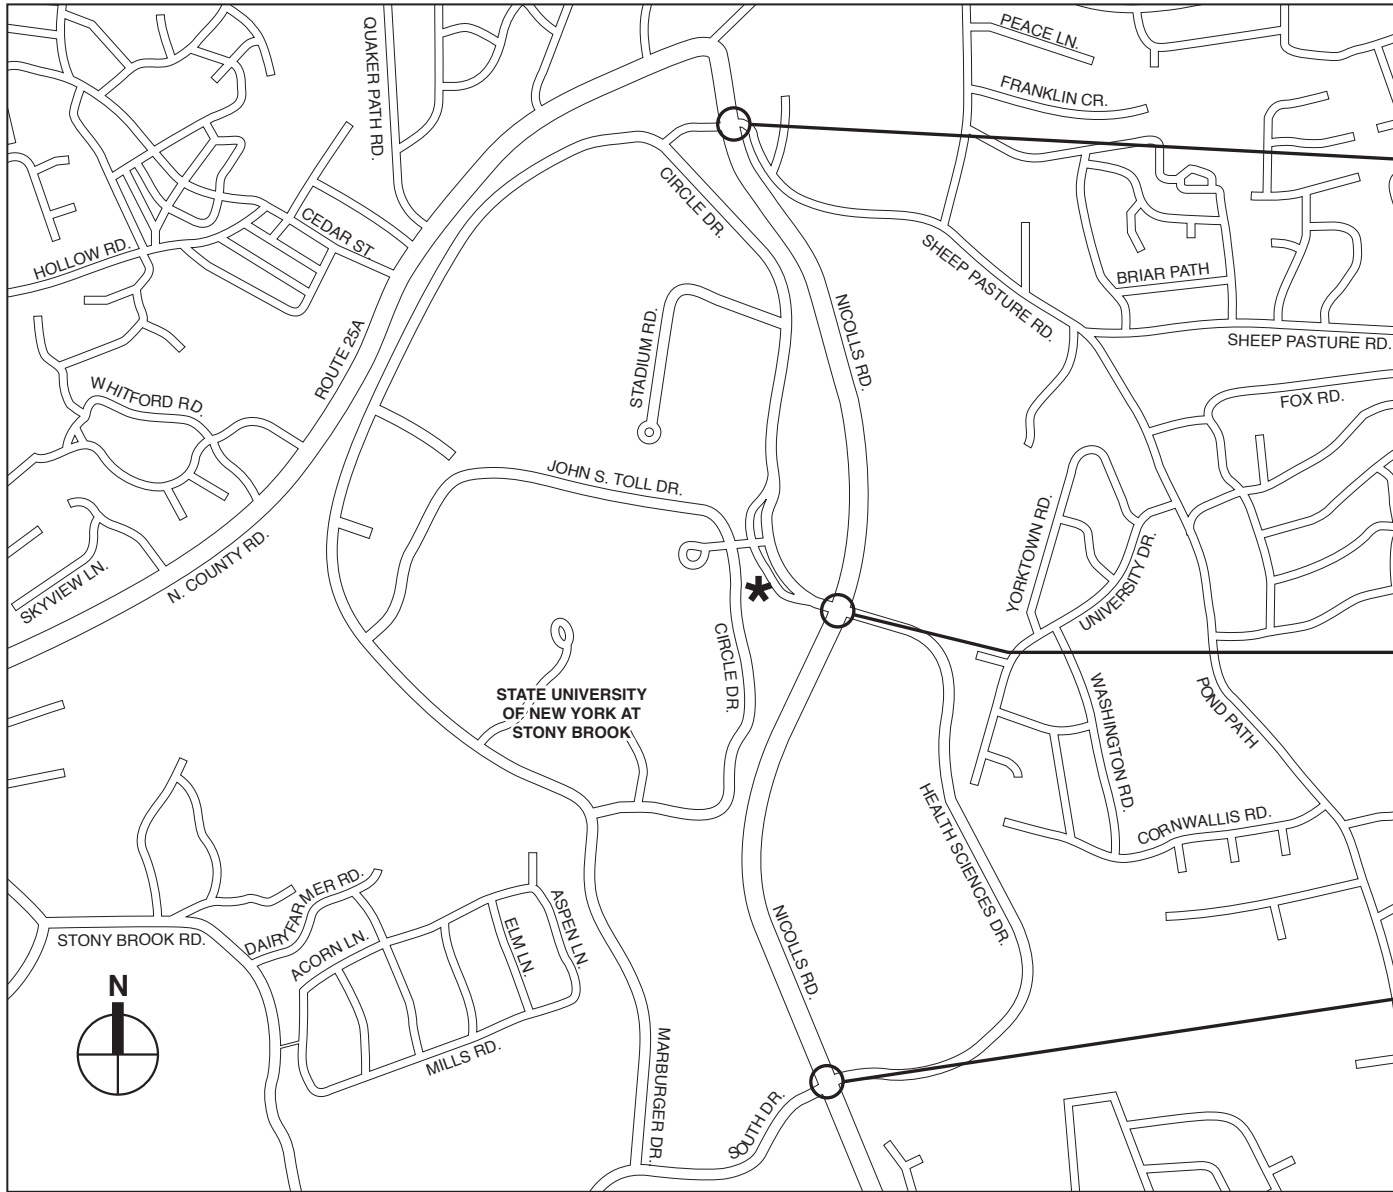 PEACE LN.
QUAKER PATH RD.
FRANKLIN CR.
CIRCLE DR.
CEDAR ST
HOLLOW RD.
SHEEP PASTURE RD.
BRIAR PATH
NICOLLS RD.
STADIUM RD.
ROUTE 25A
SHEEP PASTURE RD.
WHITFORD RD.
FOX RD.
JOHN S. TOLL DR.
YORKTOWN RD.
UNIVERSITY DR.
N. COUNTY RD.
SKYVIEW LN.
*
CIRCLE DR.
STATE UNIVERSITY
OF NEW YORK AT
STONY BROOK
WASHINGTON RD.
POND PATH
HEALTH SCIENCES DR.
CORNWALLIS RD.
DAIRY FARMER RD.
ASPEN LN.
ELM LN.
STONY BROOK RD.
ACORN LN.
NICOLLS RD.
N
MILLS RD.
MARBURGER DR.
SOUTH DR.